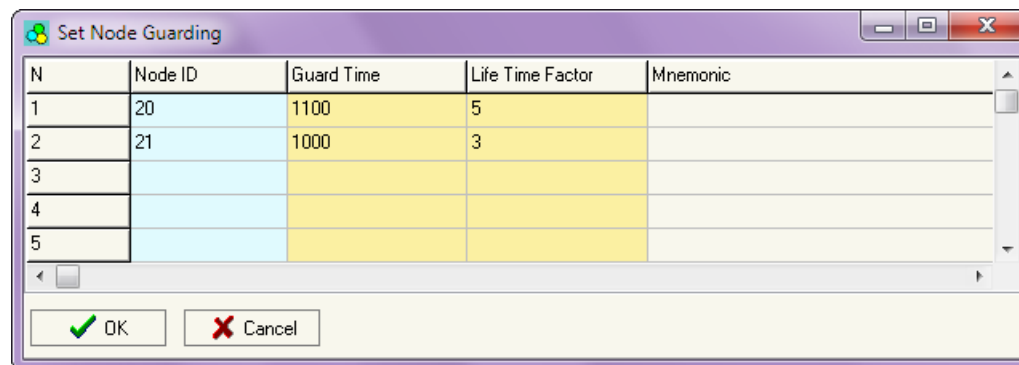 Set Node Guarding
N Node ID Guard Time Life Time Factor Mnemonic
1 20 1100 5
2 21 1000 3
3
4
5
OK Cancel